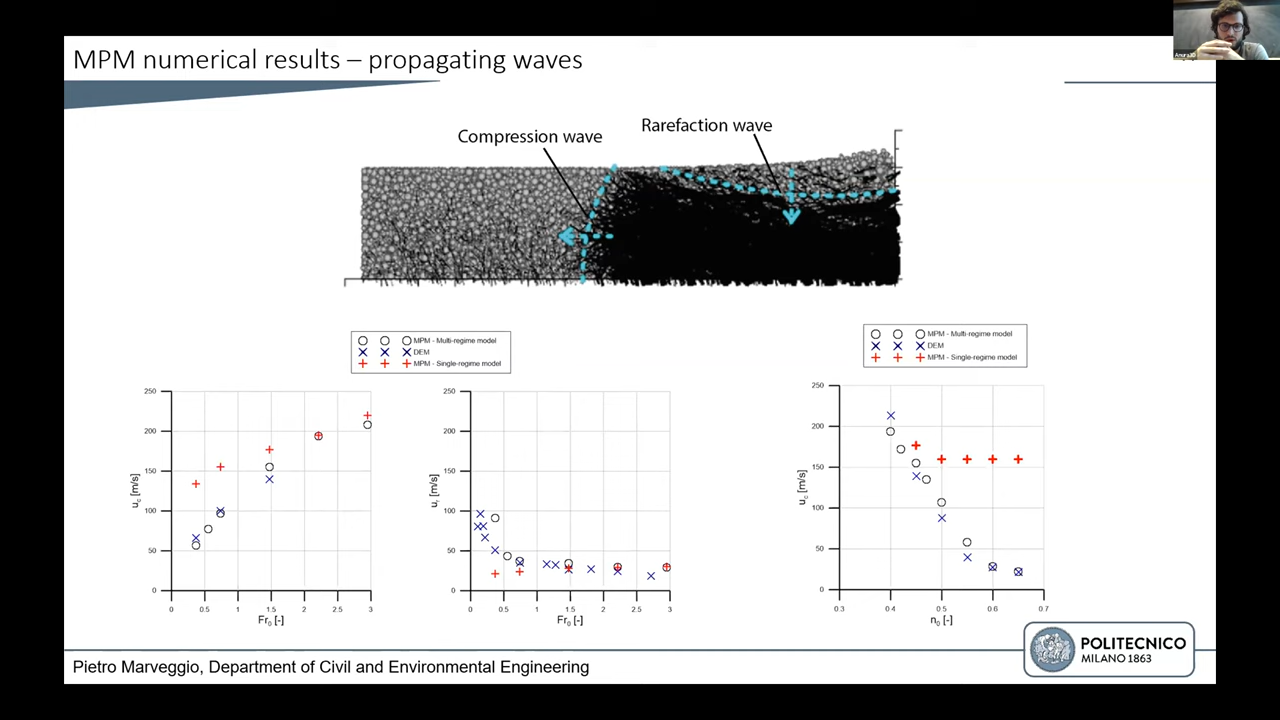 MPM numerical results – propagating waves
Anura3D
Compression wave
Rarefaction wave
MPM - Multi-regime model
DEM
MPM - Single-regime model
MPM - Multi-regime model
DEM
MPM - Single-regime model
250
200
150
100
50
0
u_c [m/s]
0 0.5 1 1.5 2 2.5 3
Fr₀ [-]
250
200
150
100
50
0
u_r [m/s]
0 0.5 1 1.5 2 2.5 3
Fr₀ [-]
250
200
150
100
50
0
u_c [m/s]
0.3 0.4 0.5 0.6 0.7
n₀ [-]
Pietro Marveggio, Department of Civil and Environmental Engineering
POLITECNICO
MILANO 1863